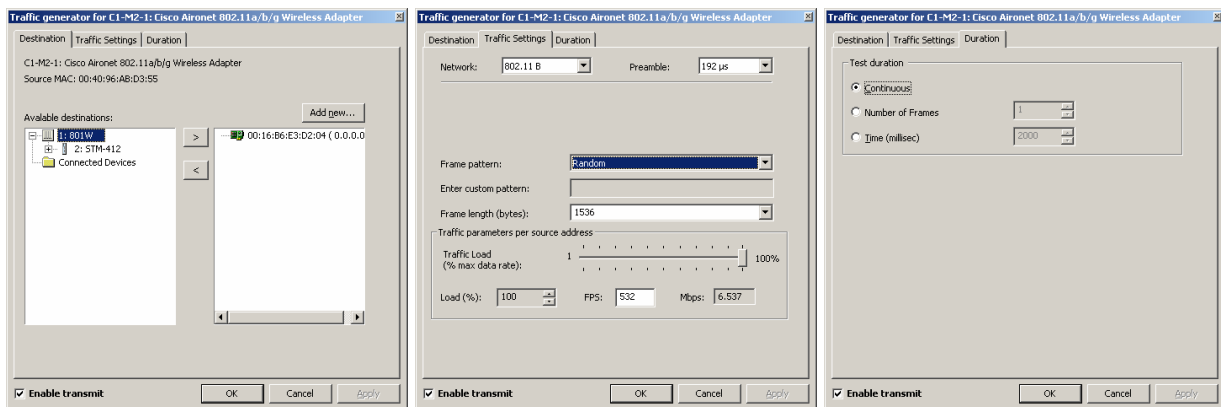 Traffic generator for C1-M2-1: Cisco Aironet 802.11a/b/g Wireless Adapter
Destination Traffic Settings Duration
C1-M2-1: Cisco Aironet 802.11a/b/g Wireless Adapter
Source MAC: 00:40:96:AB:D3:55
Add new...
Available destinations:
1: 801W
2: STM-412
Connected Devices
>
<
00:16:B6:E3:D2:04 ( 0.0.0.0
Enable transmit
OK Cancel Apply
Traffic generator for C1-M2-1: Cisco Aironet 802.11a/b/g Wireless Adapter
Destination Traffic Settings Duration
Network: 802.11 B Preamble: 192 µs
Frame pattern: Random
Enter custom pattern:
Frame length (bytes): 1536
Traffic parameters per source address
Traffic Load
(% max data rate):
1 100%
Load (%): 100 FPS: 532 Mbps: 6.537
Enable transmit
OK Cancel Apply
Traffic generator for C1-M2-1: Cisco Aironet 802.11a/b/g Wireless Adapter
Destination Traffic Settings Duration
Test duration
Continuous
Number of Frames 1
Time (millisec) 2000
Enable transmit
OK Cancel Apply